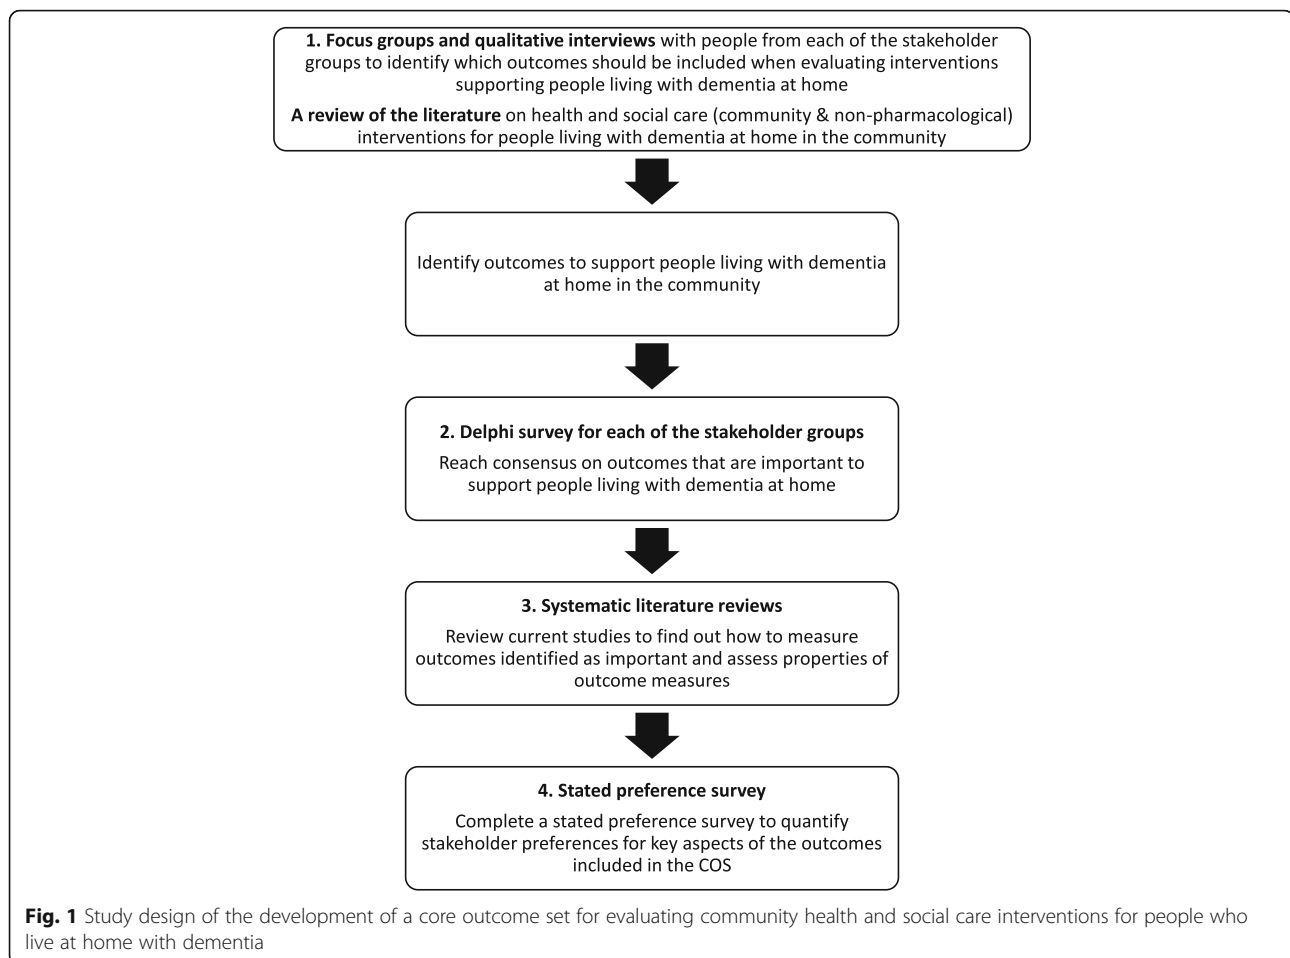 1. Focus groups and qualitative interviews with people from each of the stakeholder
groups to identify which outcomes should be included when evaluating interventions
supporting people living with dementia at home
A review of the literature on health and social care (community & non-pharmacological)
interventions for people living with dementia at home in the community
Identify outcomes to support people living with dementia
at home in the community
2. Delphi survey for each of the stakeholder groups
Reach consensus on outcomes that are important to
support people living with dementia at home
3. Systematic literature reviews
Review current studies to find out how to measure
outcomes identified as important and assess properties of
outcome measures
4. Stated preference survey
Complete a stated preference survey to quantify
stakeholder preferences for key aspects of the outcomes
included in the COS
Fig. 1 Study design of the development of a core outcome set for evaluating community health and social care interventions for people who
live at home with dementia